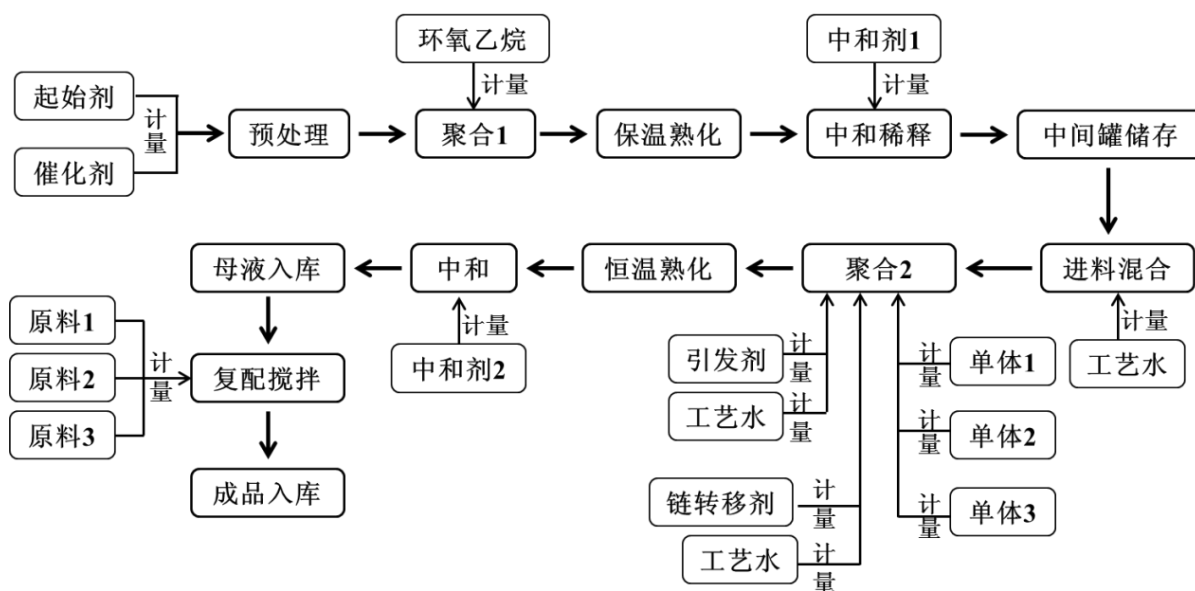 环氧乙烷
中和剂1
计量
计量
起始剂
计量
催化剂
预处理
聚合1
保温熟化
中和稀释
中间罐储存
母液入库
中和
恒温熟化
聚合2
进料混合
原料1
原料2
原料3
计量
复配搅拌
成品入库
计量
中和剂2
引发剂
计量
工艺水
计量
链转移剂
计量
工艺水
计量
计量
单体1
计量
单体2
计量
单体3
计量
工艺水